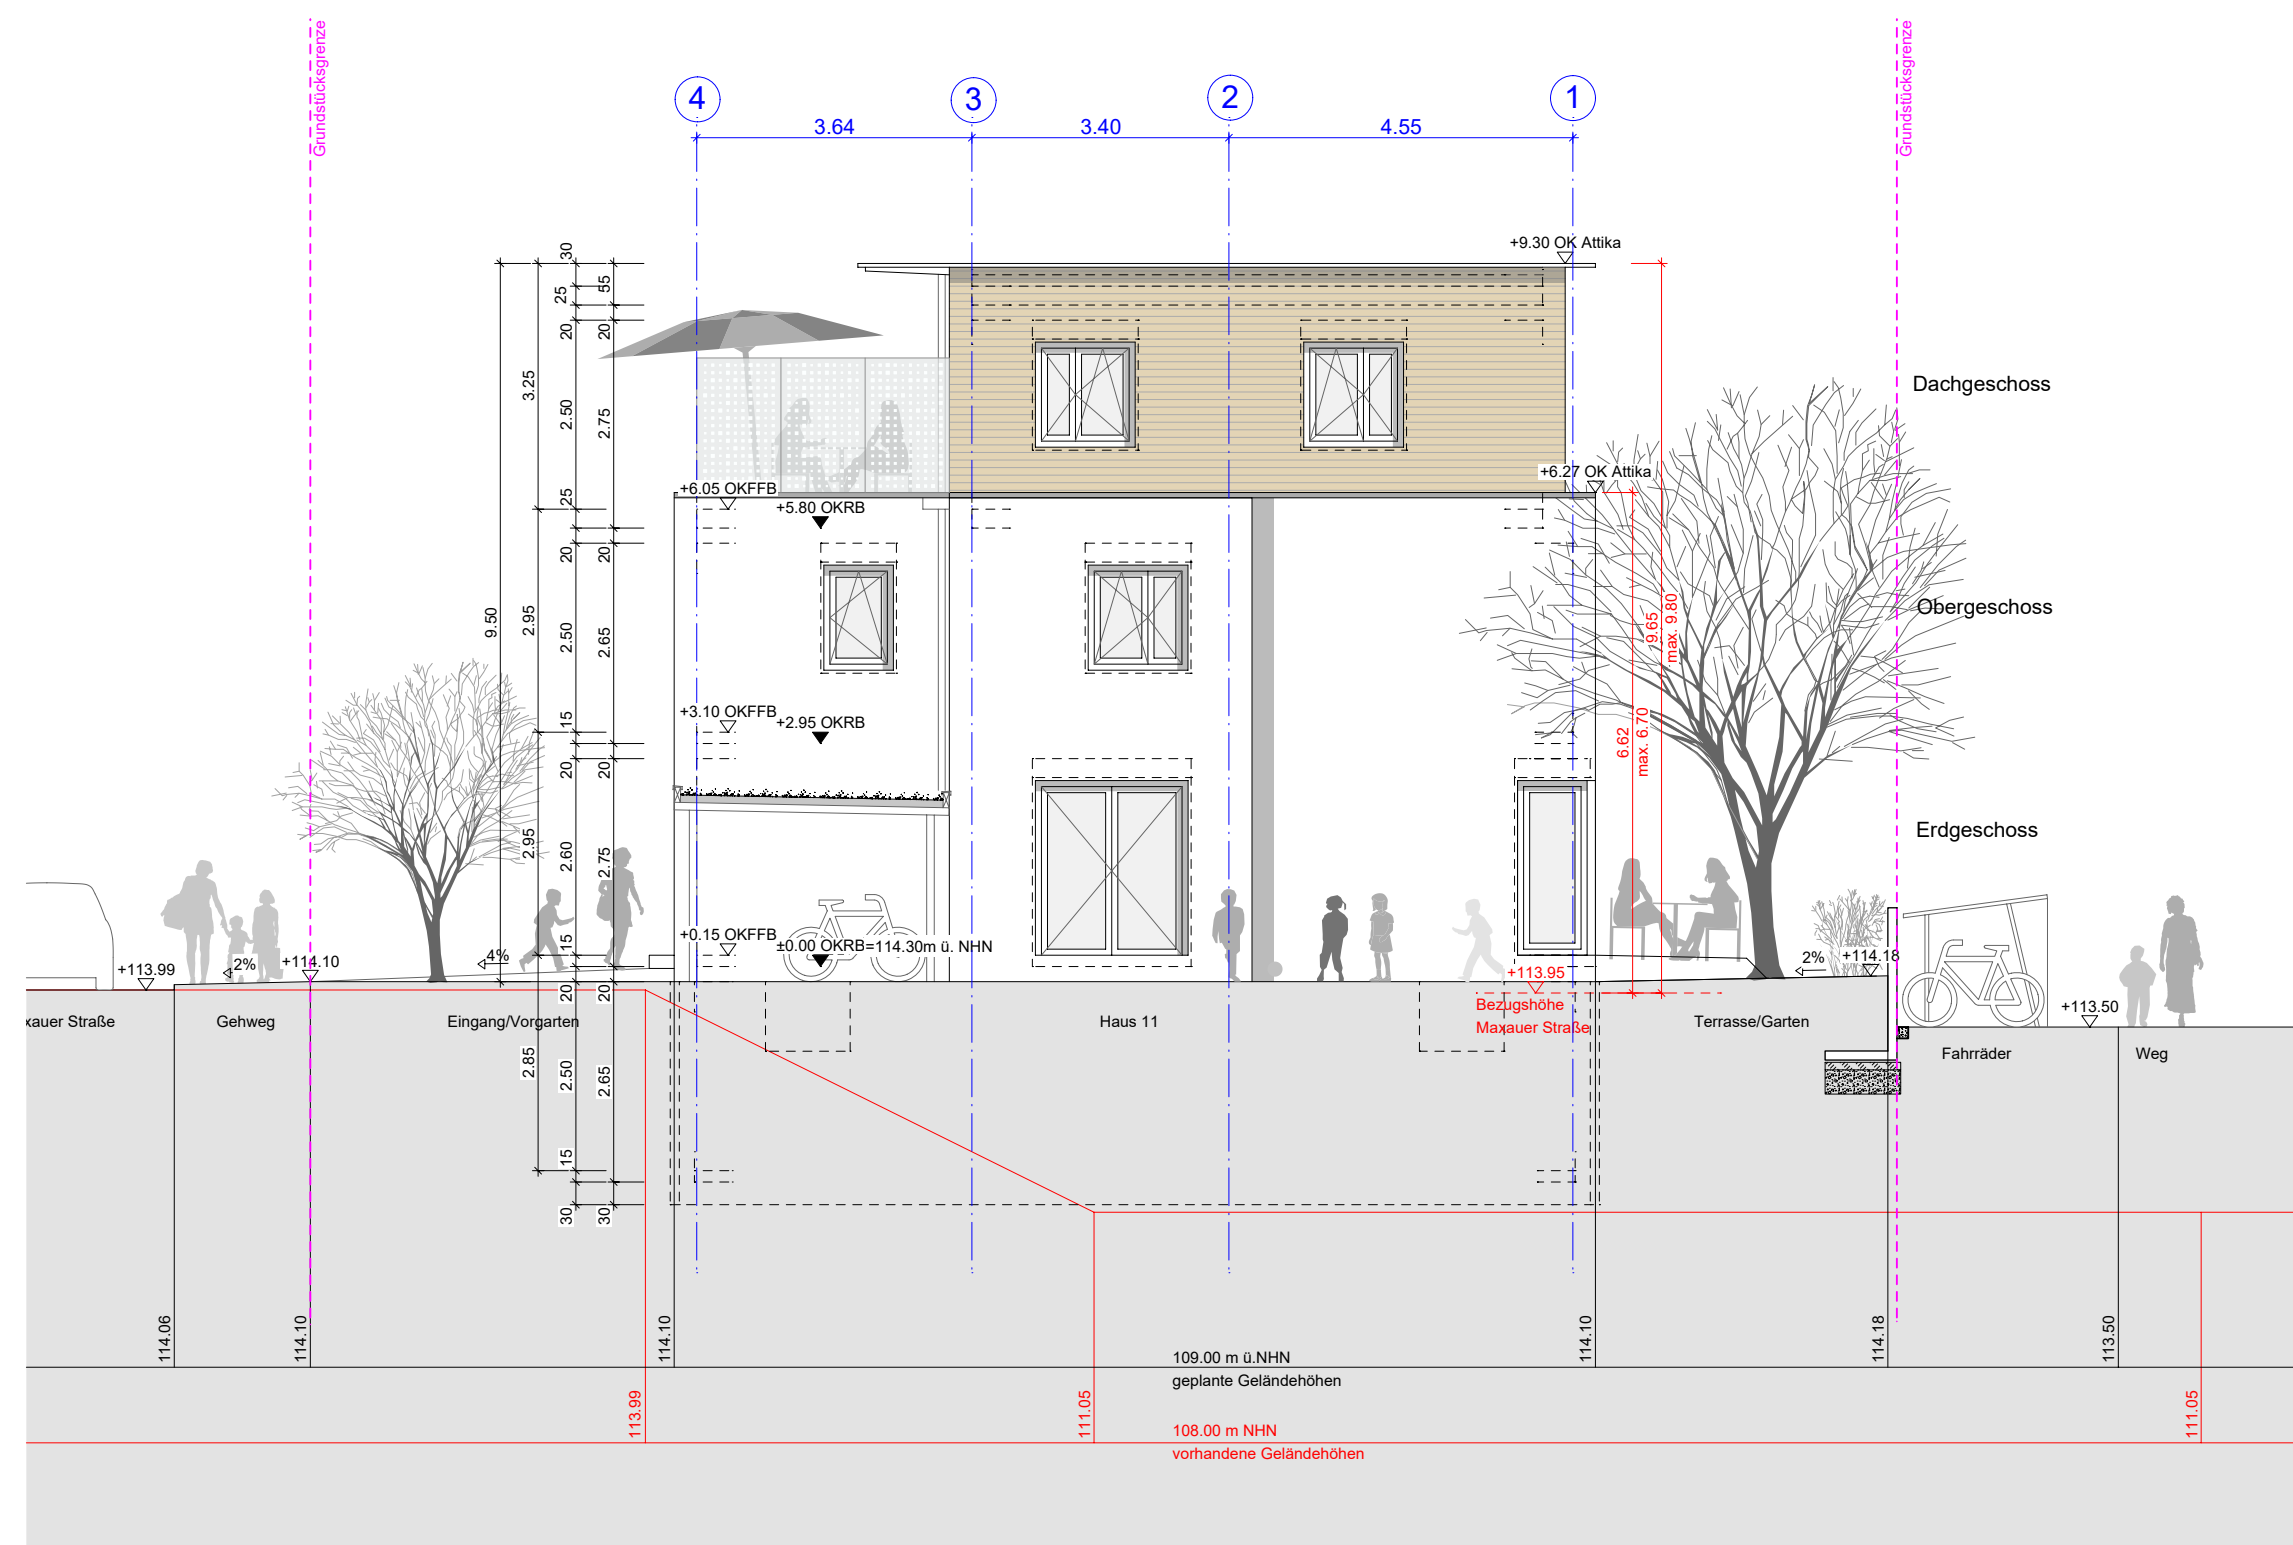 Grundstücksgrenze
Grundstücksgrenze
4
3
2
1
3.64
3.40
4.55
+9.30 OK Attika
30
55
25
20
20
3.25
2.50
2.75
Dachgeschoss
+6.27 OK Attika
+6.05 OKFFB
+5.80 OKRB
25
20
20
9.50
2.95
2.50
2.65
9.65
max. 9.80
Obergeschoss
+3.10 OKFFB
+2.95 OKRB
15
20
20
6.62
max. 6.70
2.95
2.60
2.75
Erdgeschoss
+0.15 OKFFB
±0.00 OKRB=114.30m ü. NHN
15
+113.99
2%
+114.10
4%
+113.95
2%
+114.18
+113.50
20
20
Bezugshöhe
Maxauer Straße
xauer Straße
Gehweg
Eingang/Vorgarten
Haus 11
Terrasse/Garten
Fahrräder
Weg
2.85
2.50
2.65
15
30
30
114.06
114.10
114.10
114.10
114.18
113.50
109.00 m ü.NHN
geplante Geländehöhen
113.99
111.05
111.05
108.00 m NHN
vorhandene Geländehöhen